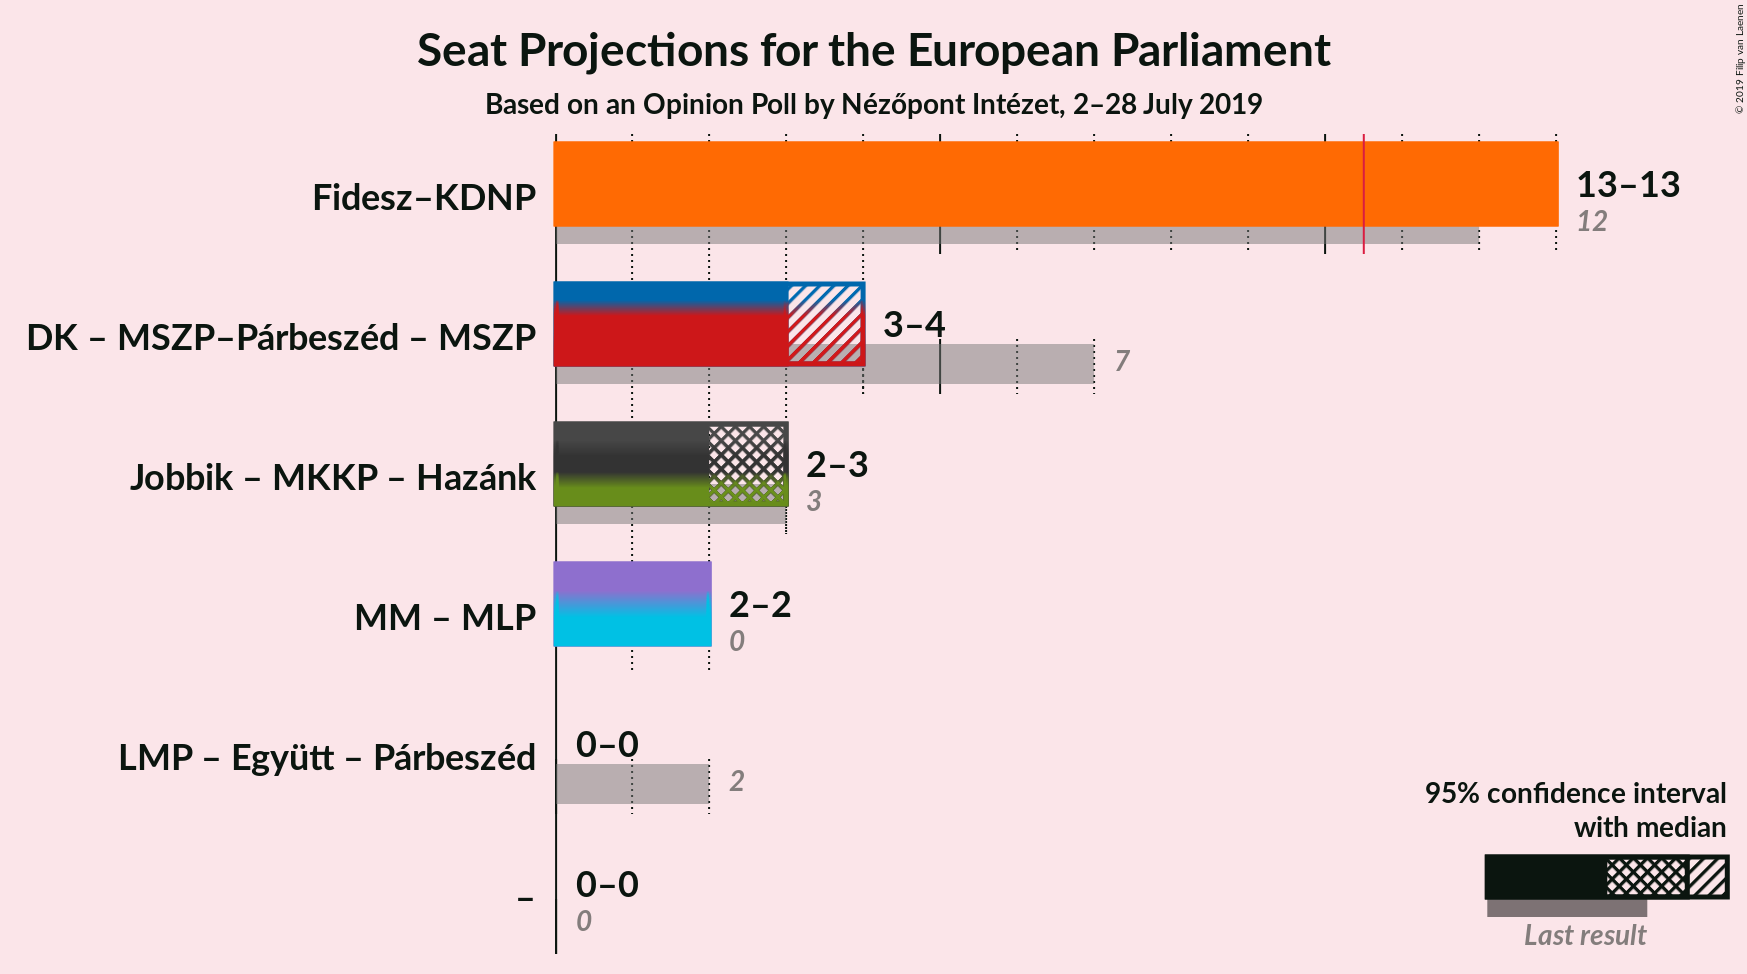 Seat Projections for the European Parliament
Based on an Opinion Poll by Nézőpont Intézet, 2–28 July 2019
© 2019 Filip van Laenen
Fidesz–KDNP
13–13
12
DK – MSZP–Párbeszéd – MSZP
3–4
7
Jobbik – MKKP – Hazánk
2–3
3
MM – MLP
2–2
0
LMP – Együtt – Párbeszéd
0–0
2
–
0–0
0
95% confidence interval
with median
Last result